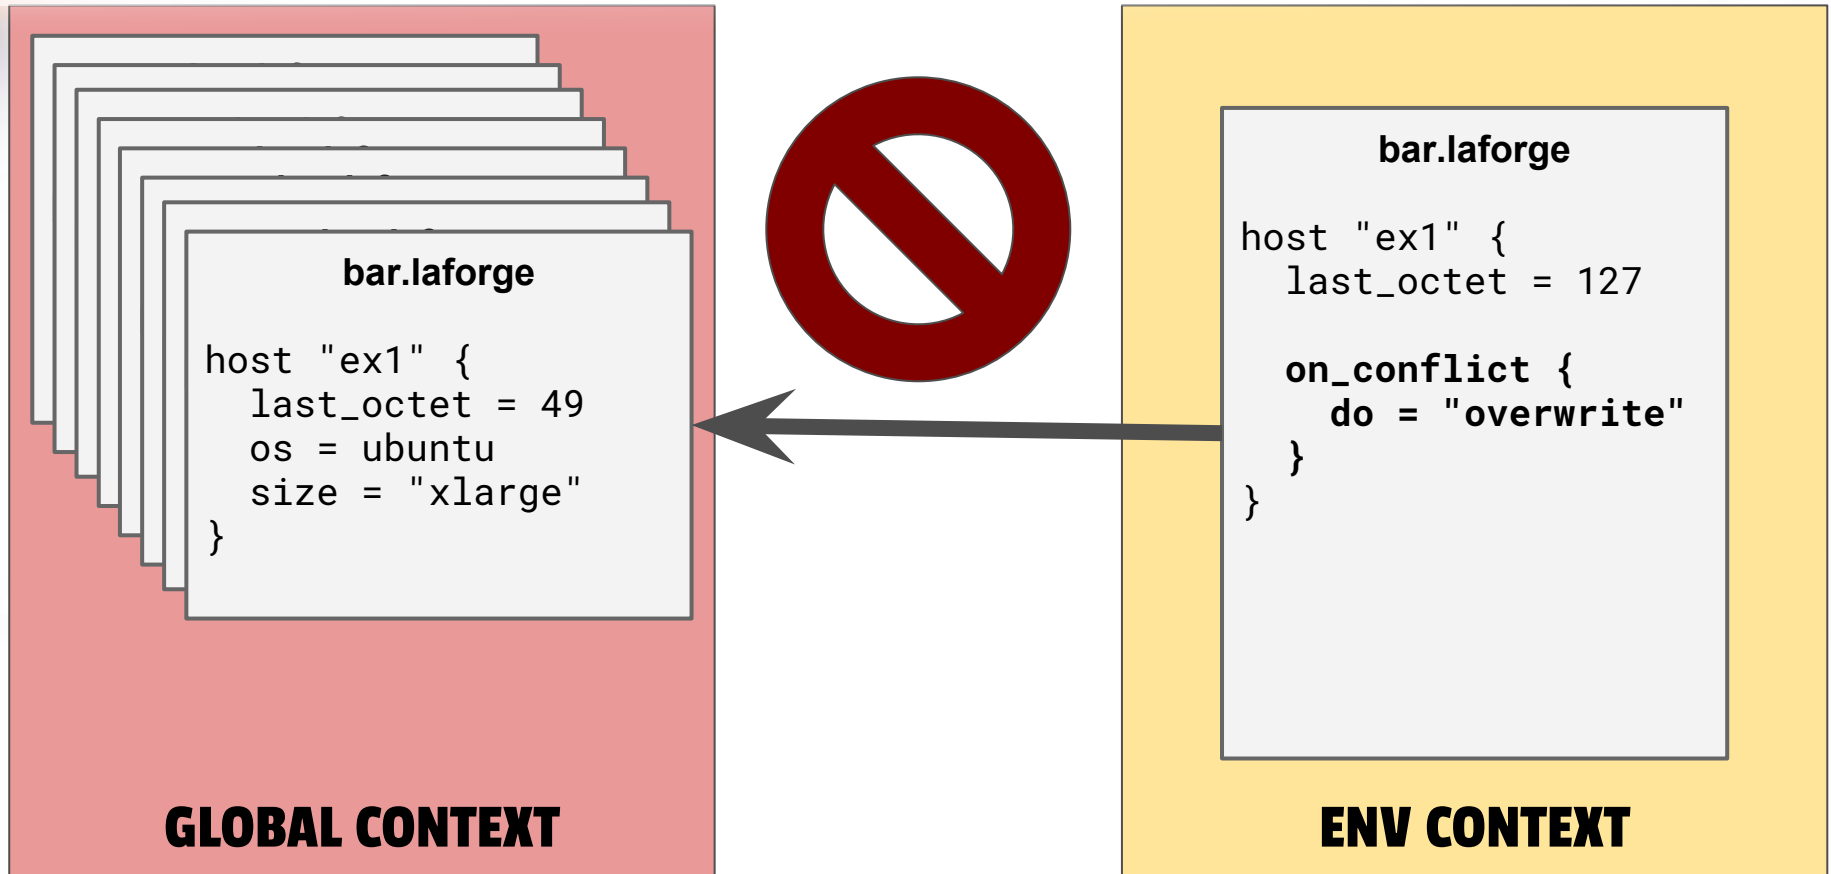 bar.laforge
host "ex1" {
  last_octet = 49
  os = ubuntu
  size = "xlarge"
}
GLOBAL CONTEXT
bar.laforge
host "ex1" {
  last_octet = 127
  on_conflict {
    do = "overwrite"
  }
}
ENV CONTEXT